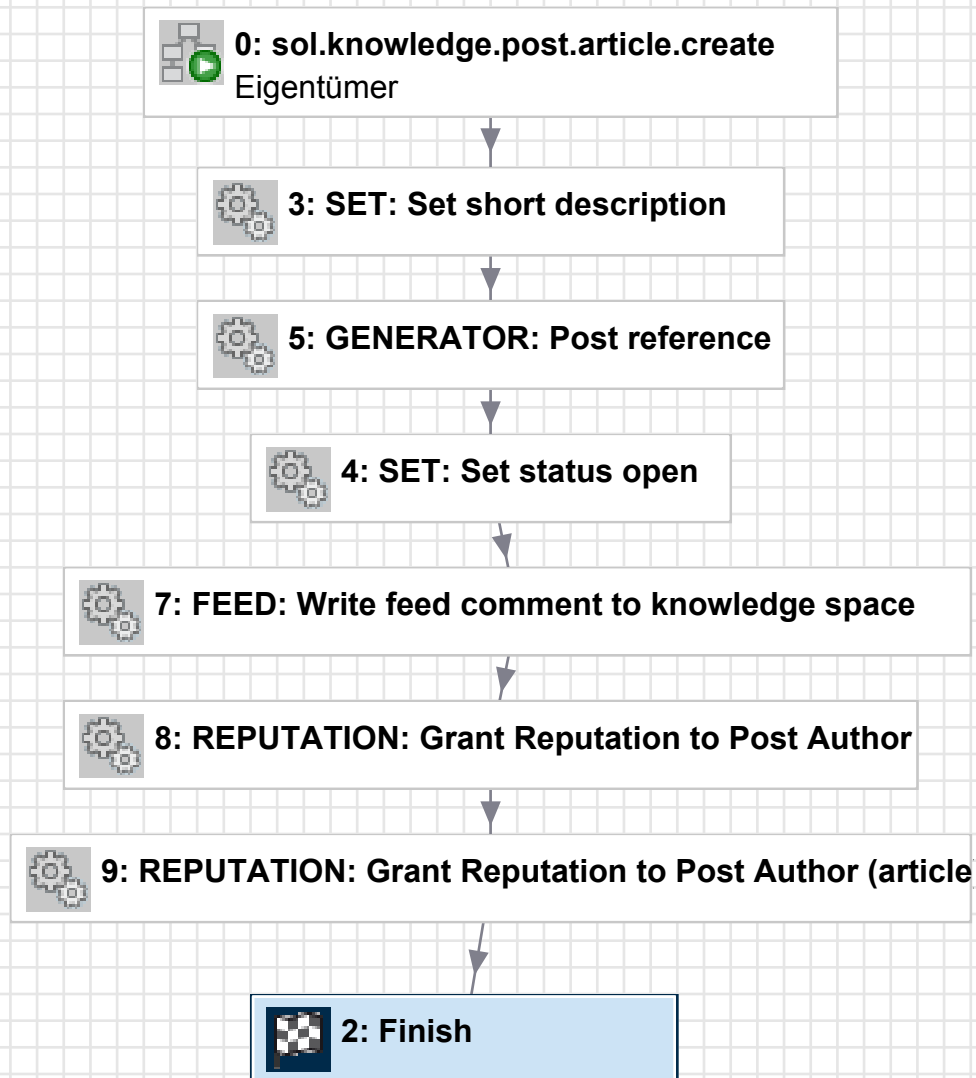 0: sol.knowledge.post.article.create
Eigentümer
3: SET: Set short description
5: GENERATOR: Post reference
4: SET: Set status open
7: FEED: Write feed comment to knowledge space
8: REPUTATION: Grant Reputation to Post Author
9: REPUTATION: Grant Reputation to Post Author (article
2: Finish